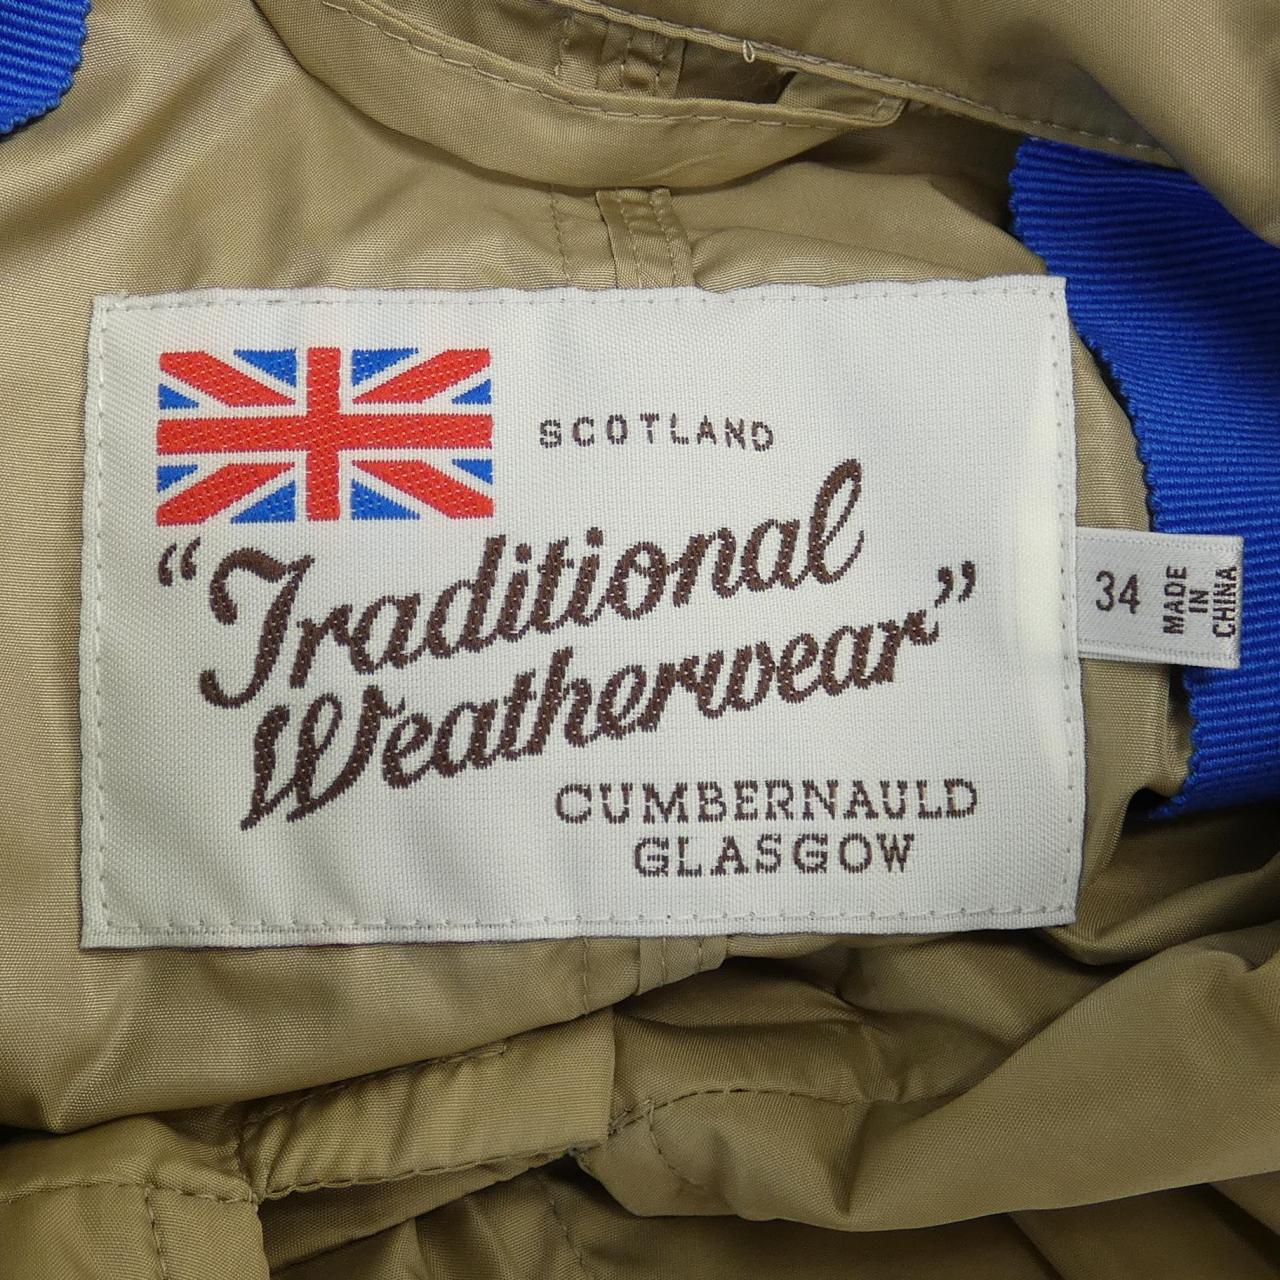 SCOTLAND
“Traditional
Weatherwear”
CUMBERNAULD
GLASGOW
34
MADE
IN
CHINA